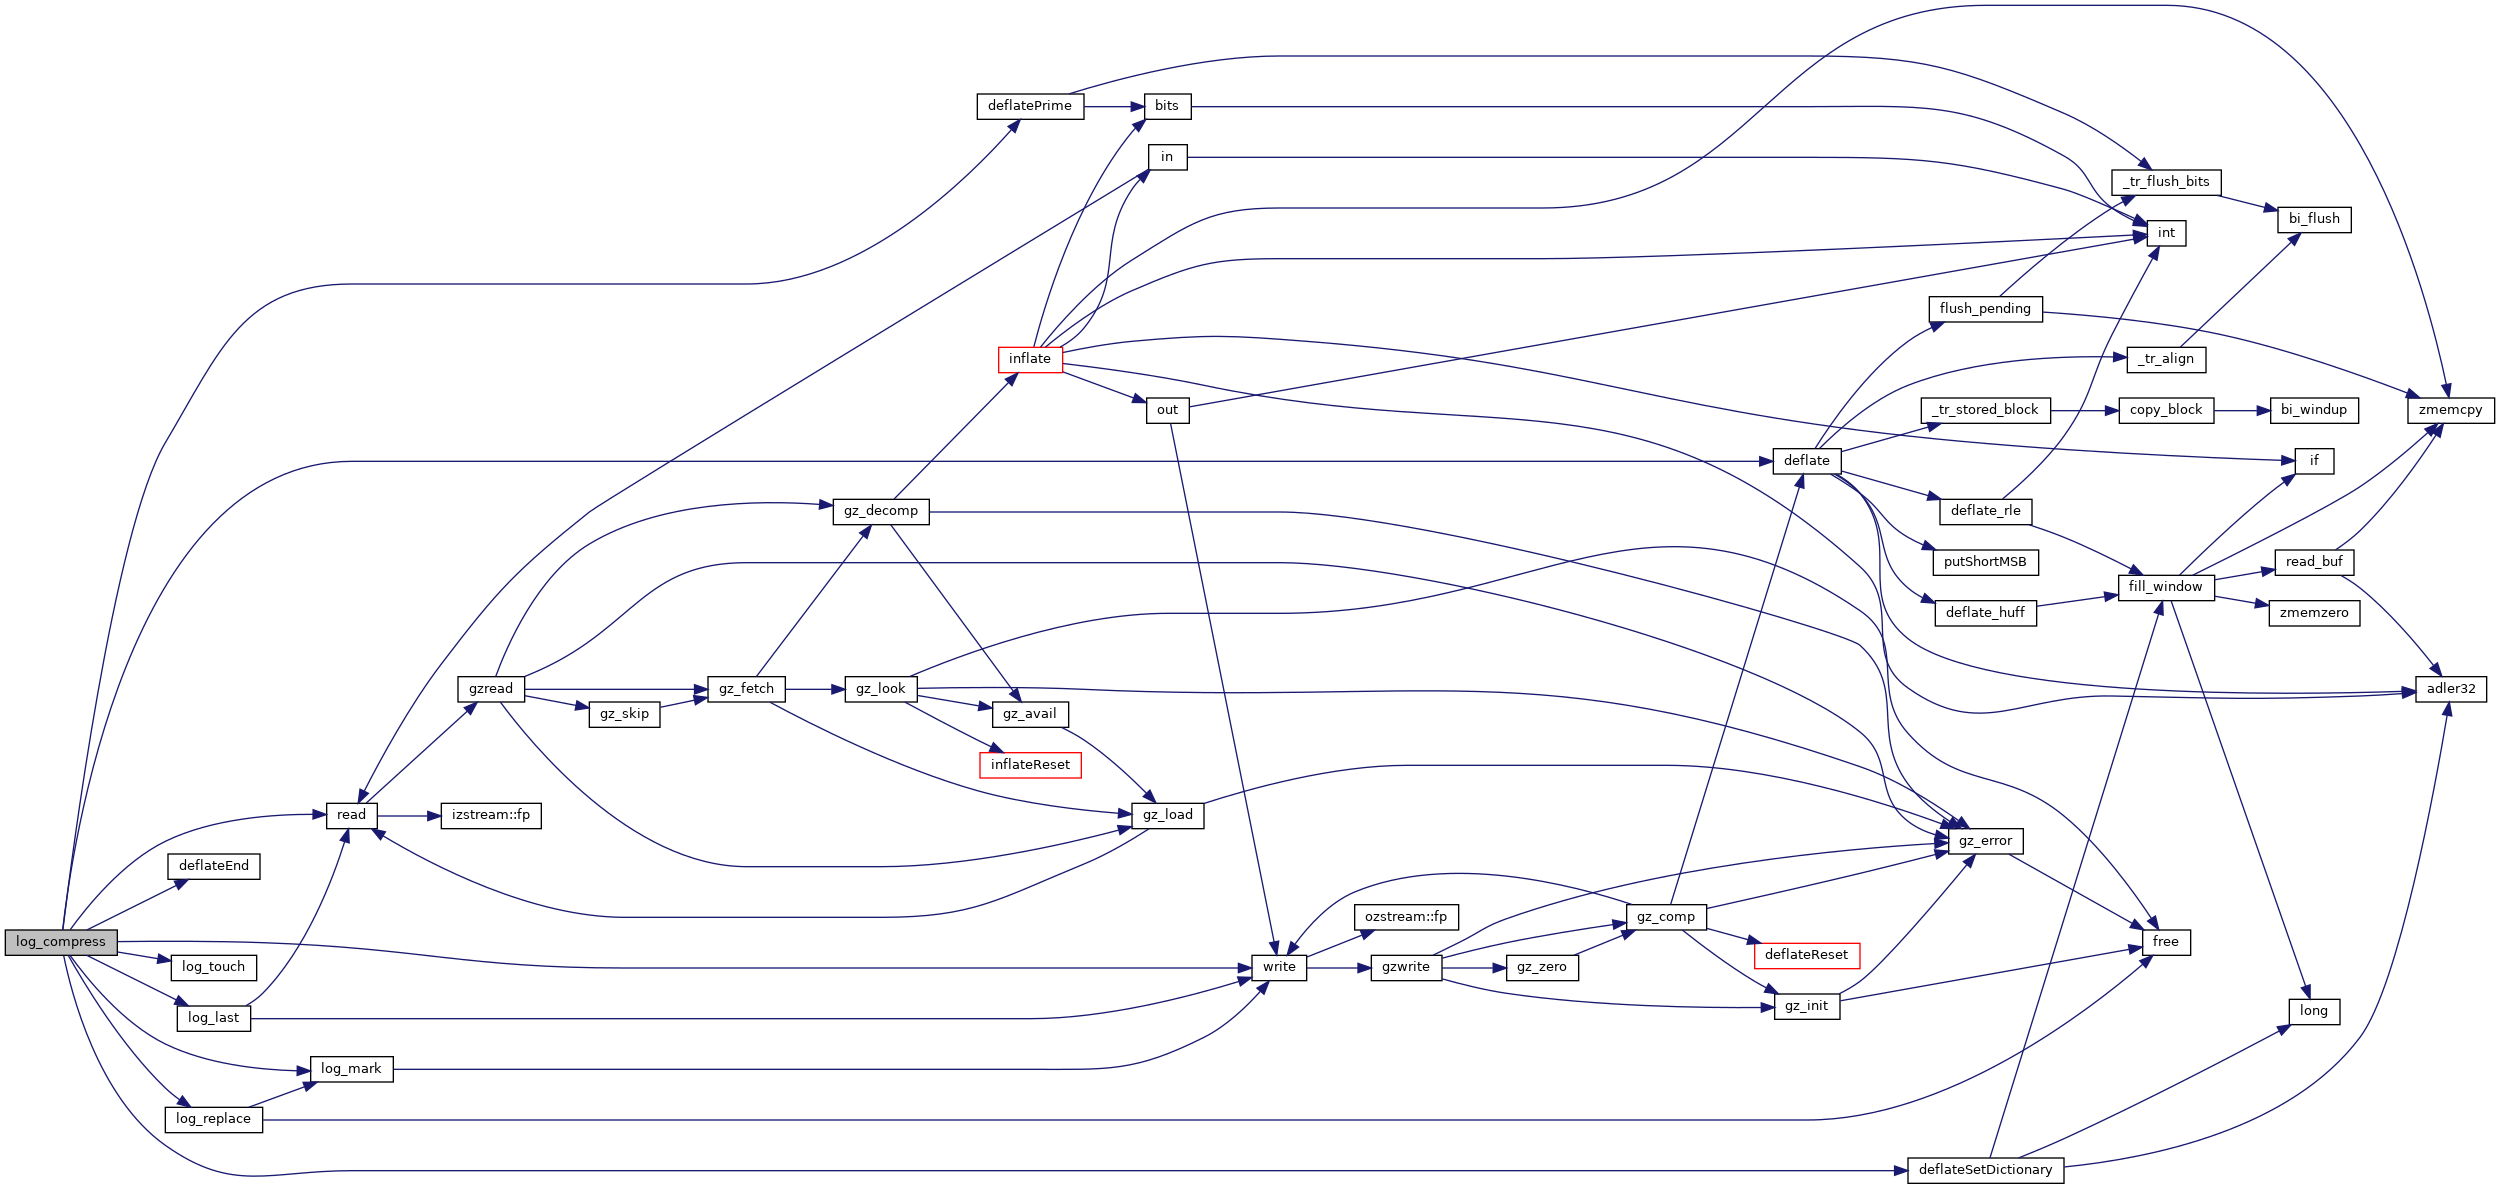 log_compress
deflatePrime
bits
in
_tr_flush_bits
bi_flush
int
flush_pending
inflate
_tr_align
out
_tr_stored_block
copy_block
bi_windup
zmemcpy
deflate
if
gz_decomp
deflate_rle
putShortMSB
read_buf
fill_window
deflate_huff
zmemzero
gzread
gz_fetch
gz_look
adler32
gz_skip
gz_avail
inflateReset
read
izstream::fp
gz_load
gz_error
deflateEnd
ozstream::fp
gz_comp
free
deflateReset
log_touch
write
gzwrite
gz_zero
gz_init
long
log_last
log_mark
log_replace
deflateSetDictionary